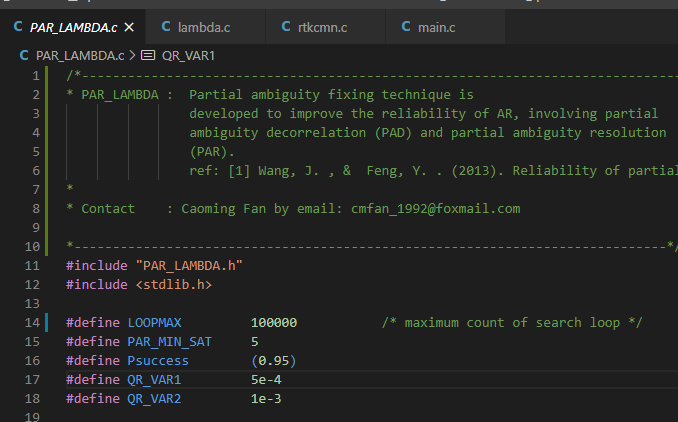 C PAR_LAMBDA.c × C lambda.c C rtkcmn.c C main.c
C PAR_LAMBDA.c > QR_VAR1
1 /*-----------------------------------------------------------------------------
2 * PAR_LAMBDA : Partial ambiguity fixing technique is
3 developed to improve the reliability of AR, involving partial
4 ambiguity decorrelation (PAD) and partial ambiguity resolution
5 (PAR).
6 ref: [1] Wang, J. , & Feng, Y. . (2013). Reliability of partial
7 *
8 * Contact : Caoming Fan by email: cmfan_1992@foxmail.com
9
10 *-----------------------------------------------------------------------------*/
11 #include "PAR_LAMBDA.h"
12 #include <stdlib.h>
13
14 #define LOOPMAX 100000 /* maximum count of search loop */
15 #define PAR_MIN_SAT 5
16 #define Psuccess (0.95)
17 #define QR_VAR1 5e-4
18 #define QR_VAR2 1e-3
19